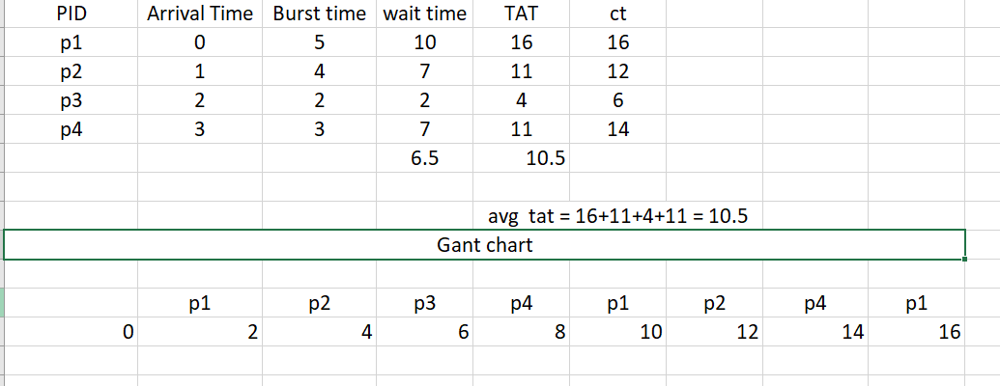 PID Arrival Time Burst time wait time TAT ct
p1 0 5 10 16 16
p2 1 4 7 11 12
p3 2 2 2 4 6
p4 3 3 7 11 14
6.5 10.5
avg tat = 16+11+4+11 = 10.5
Gant chart
p1 p2 p3 p4 p1 p2 p4 p1
0 2 4 6 8 10 12 14 16